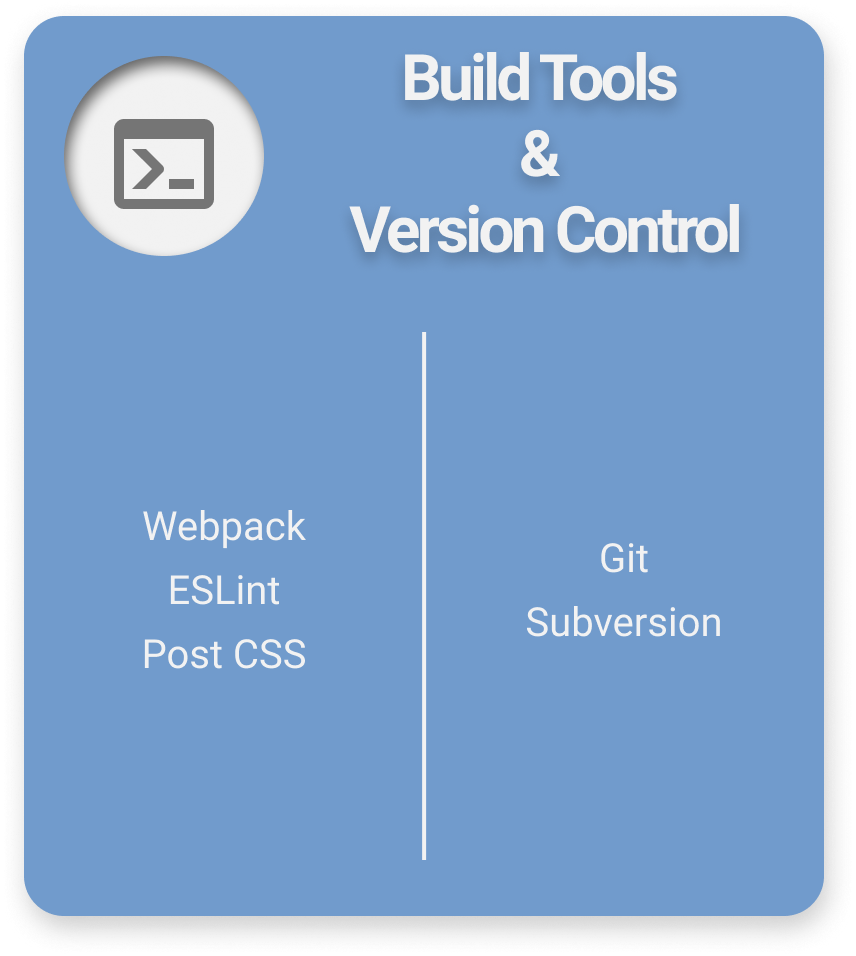 Build Tools
&
Version Control
Webpack
ESLint
Post CSS
Git
Subversion